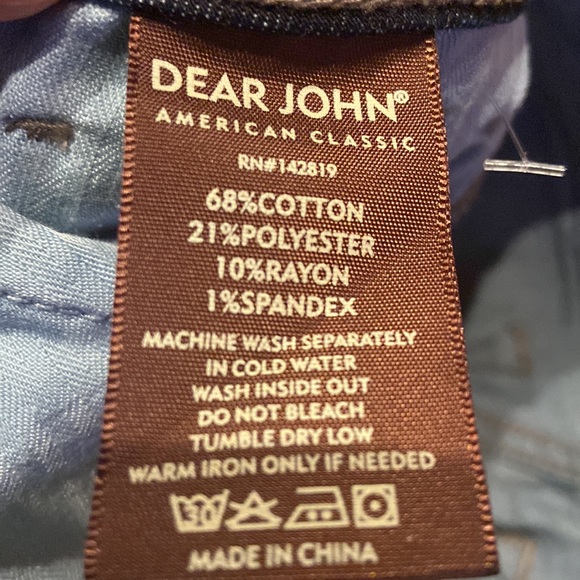 DEAR JOHN®
AMERICAN CLASSIC
RN#142819
68%COTTON
21%POLYESTER
10%RAYON
1%SPANDEX
MACHINE WASH SEPARATELY
IN COLD WATER
WASH INSIDE OUT
DO NOT BLEACH
TUMBLE DRY LOW
WARM IRON ONLY IF NEEDED
30
MADE IN CHINA